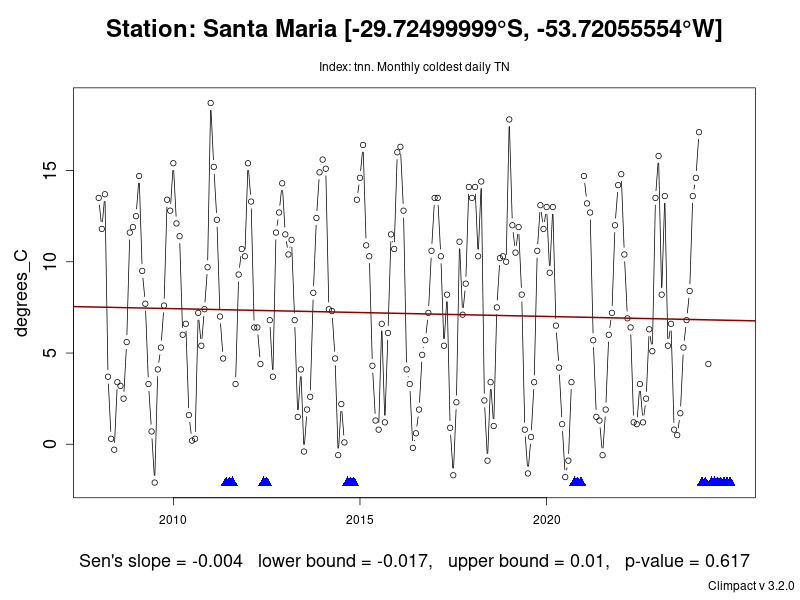 Station: Santa Maria [-29.72499999°S, -53.72055554°W]
Index: tnn. Monthly coldest daily TN
degrees_C
15
10
5
0
2010 2015 2020
Sen's slope = -0.004 lower bound = -0.017, upper bound = 0.01, p-value = 0.617
Climpact v 3.2.0